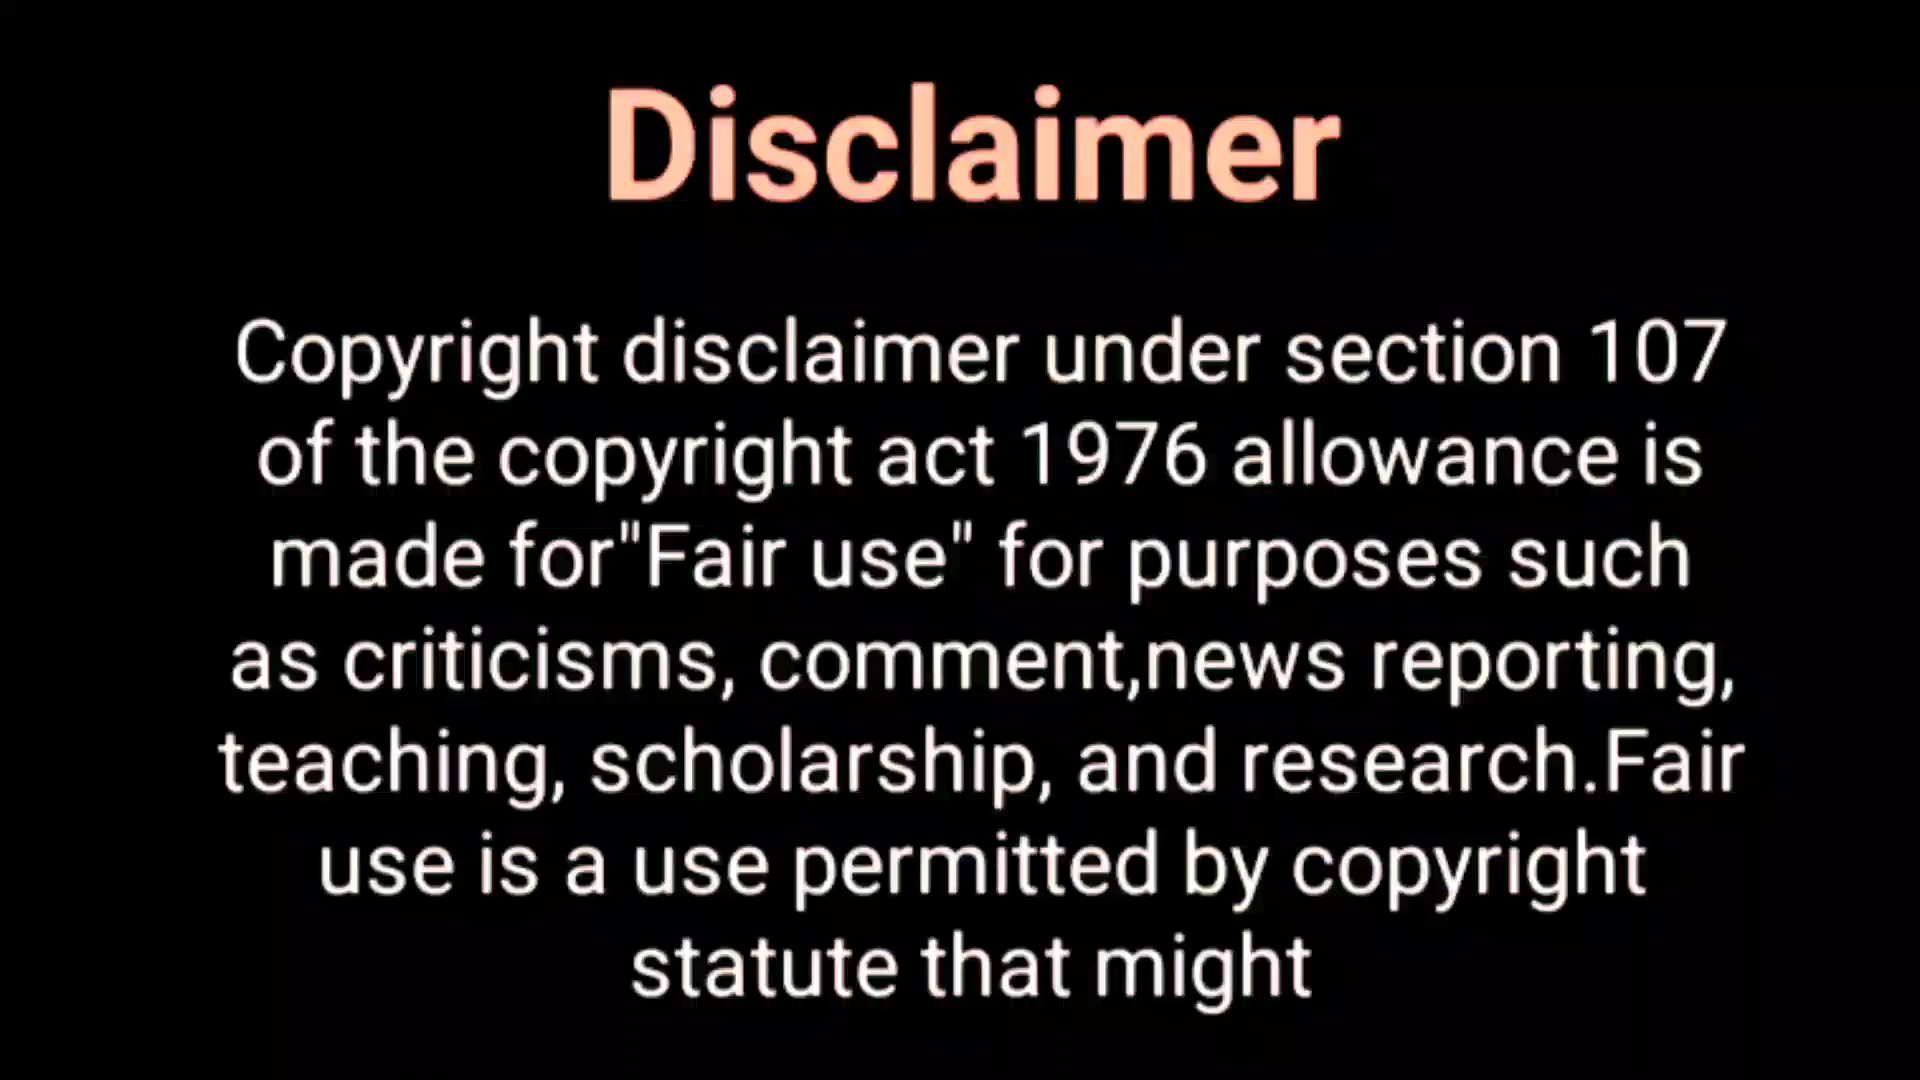 Disclaimer
Copyright disclaimer under section 107
of the copyright act 1976 allowance is
made for"Fair use" for purposes such
as criticisms, comment,news reporting,
teaching, scholarship, and research.Fair
use is a use permitted by copyright
statute that might